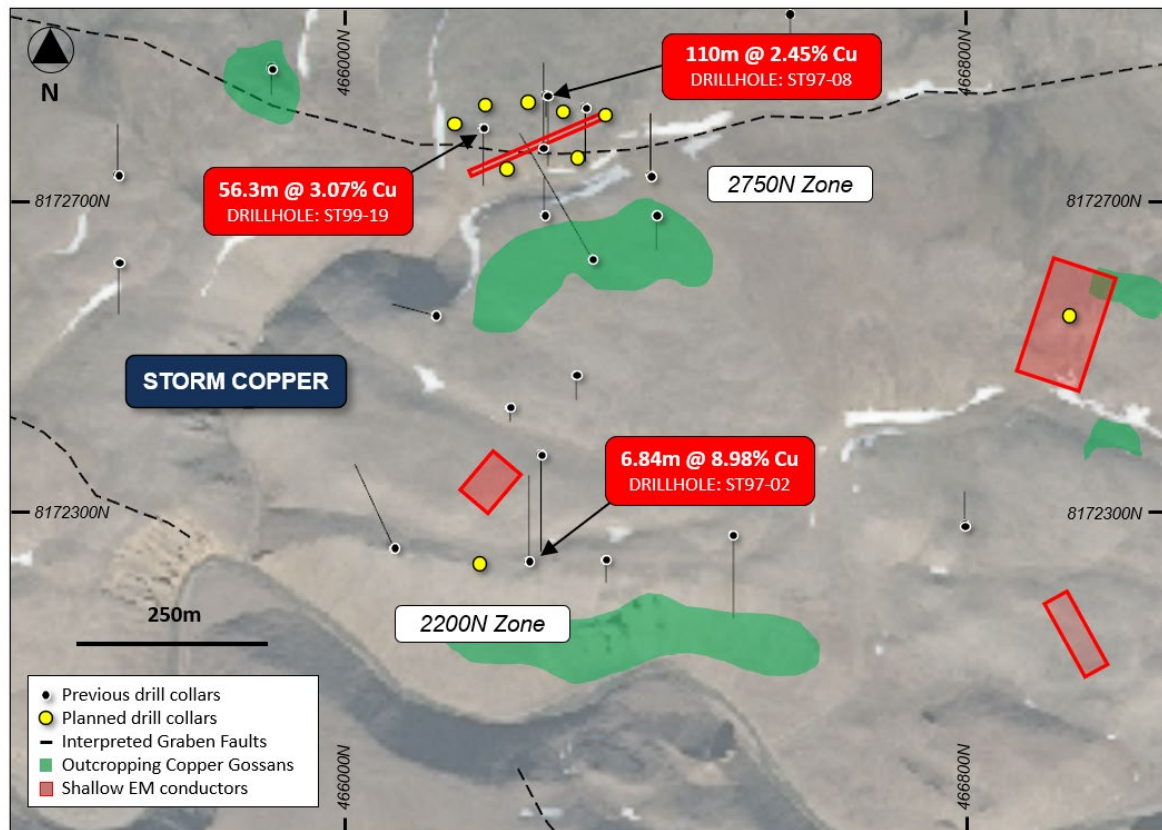 466000N
466800N
N
110m @ 2.45% Cu
DRILLHOLE: ST97-08
56.3m @ 3.07% Cu
DRILLHOLE: ST99-19
2750N Zone
8172700N
8172700N
STORM COPPER
6.84m @ 8.98% Cu
DRILLHOLE: ST97-02
8172300N
8172300N
250m
2200N Zone
Previous drill collars
Planned drill collars
Interpreted Graben Faults
Outcropping Copper Gossans
Shallow EM conductors
466000N
466800N